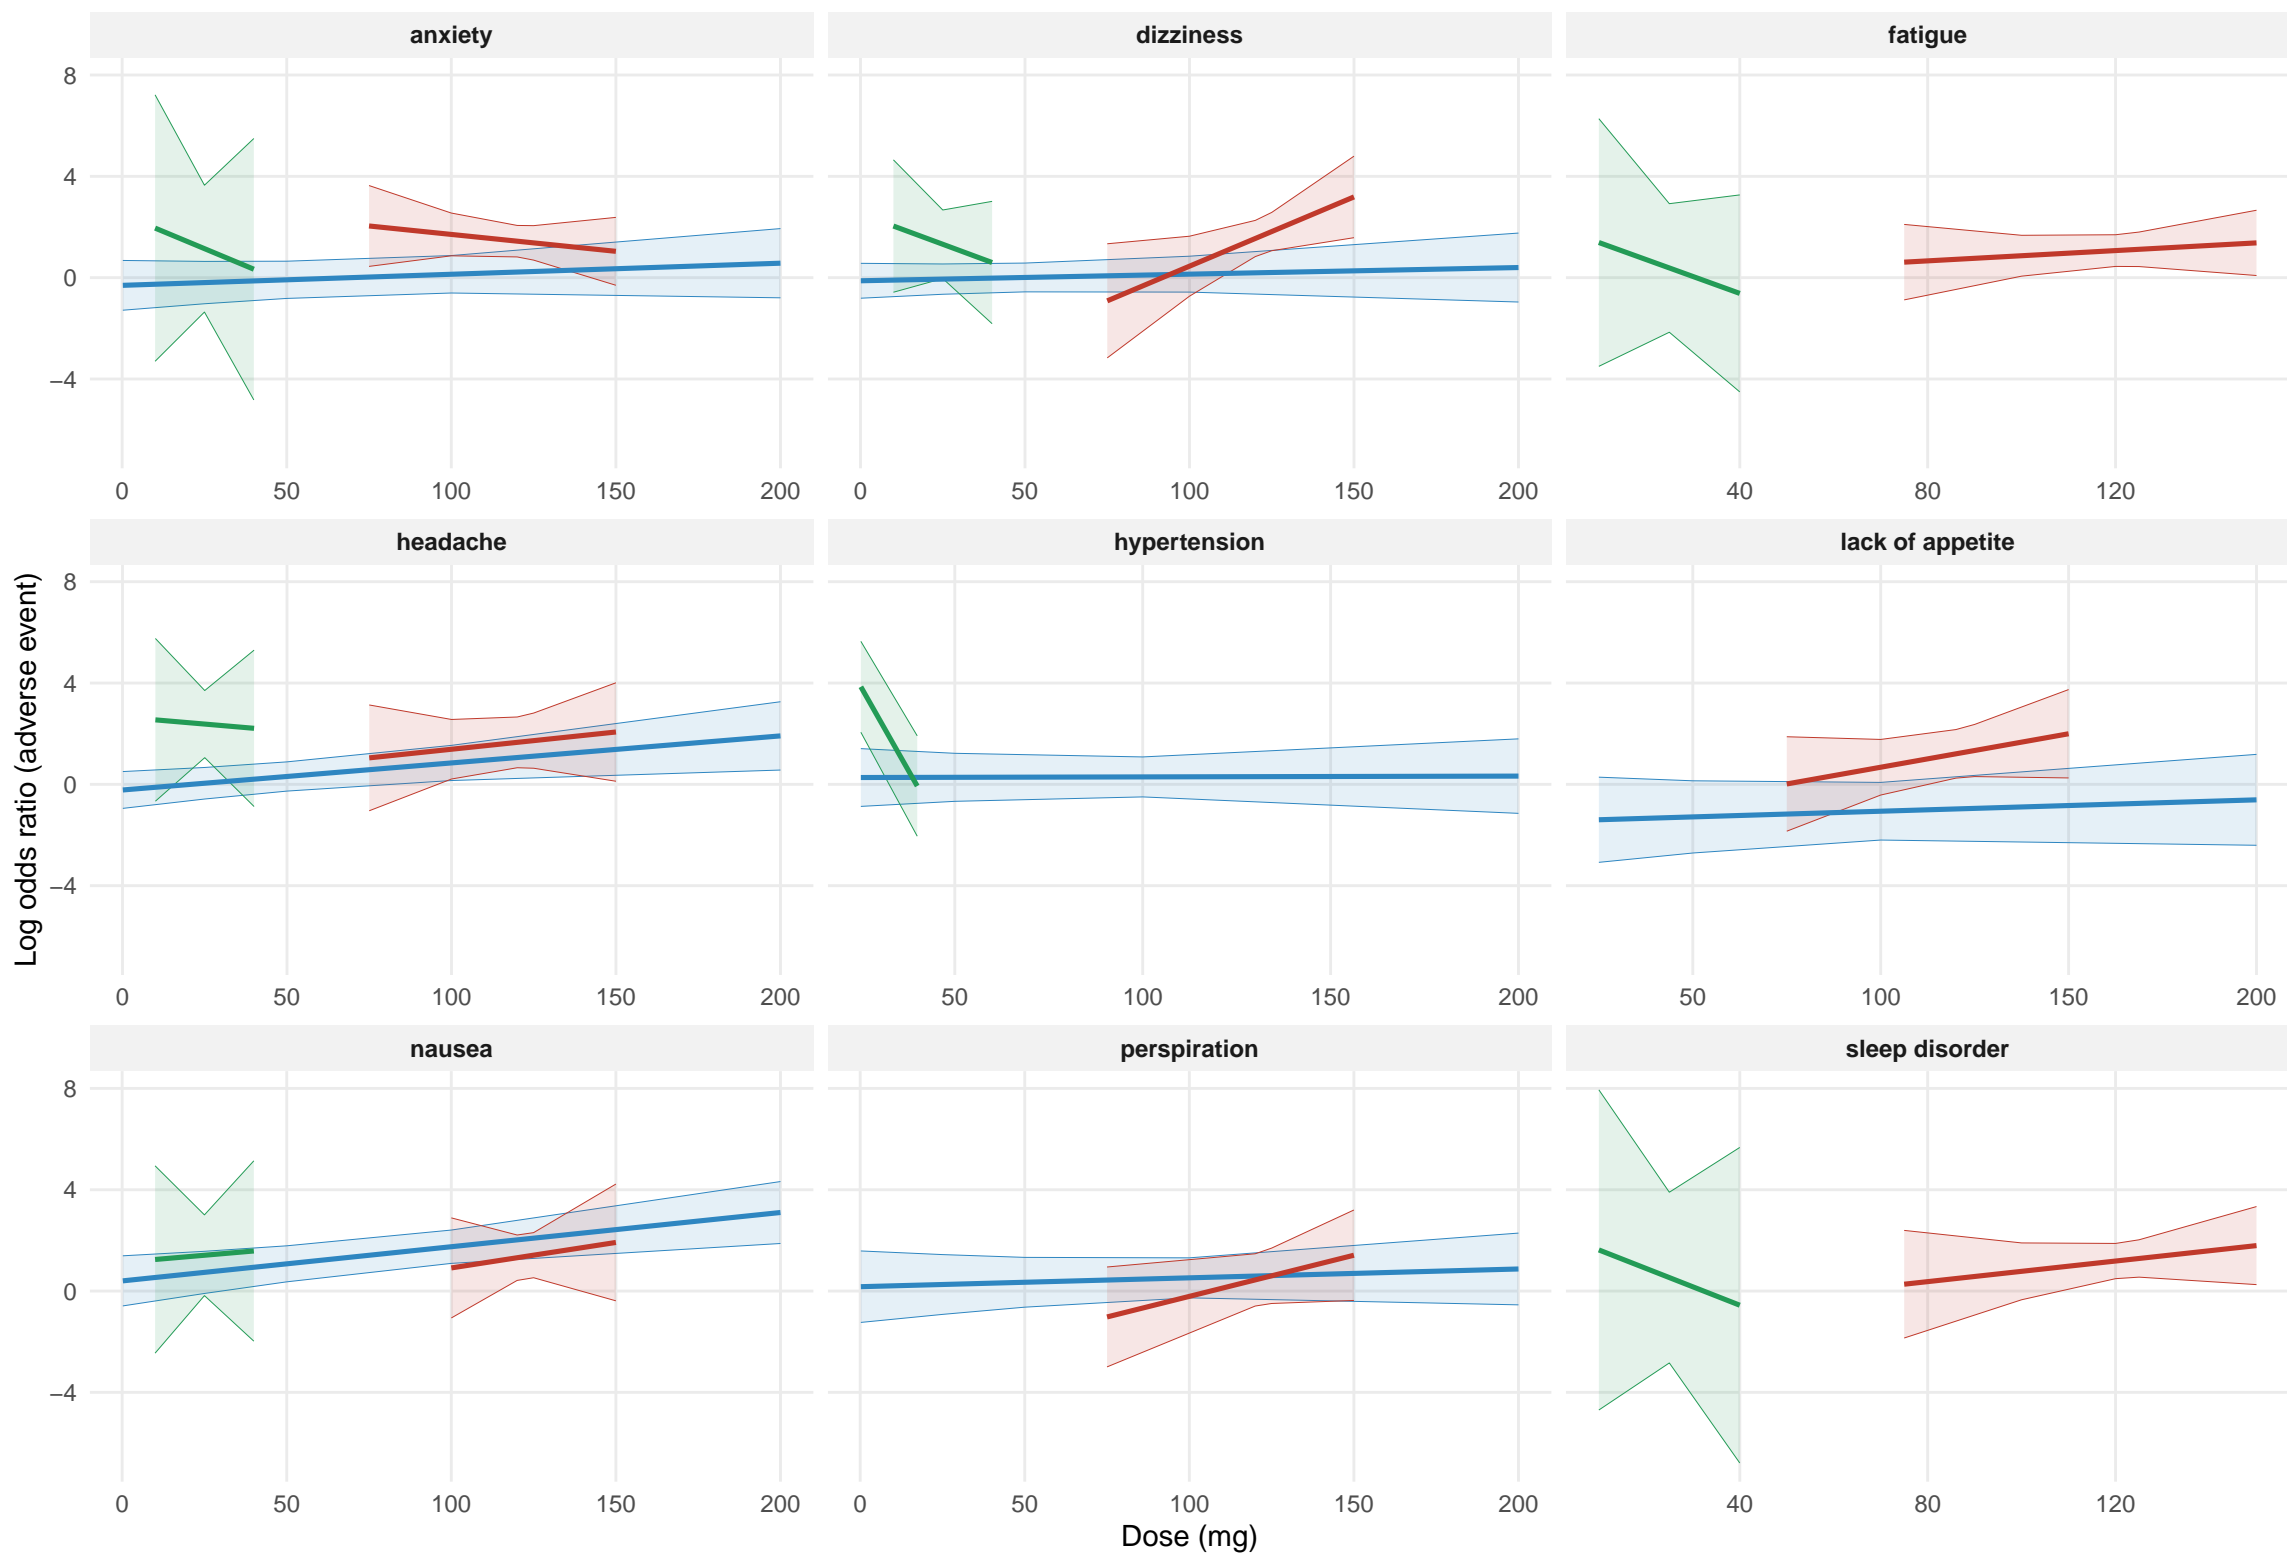 anxiety dizziness fatigue
8
4
0
−4
0 50 100 150 200 0 50 100 150 200 40 80 120
headache hypertension lack of appetite
8
4
0
−4
0 50 100 150 200 50 100 150 200 50 100 150 200
nausea perspiration sleep disorder
8
4
0
−4
0 50 100 150 200 0 50 100 150 200 40 80 120
Dose (mg)
Log odds ratio (adverse event)